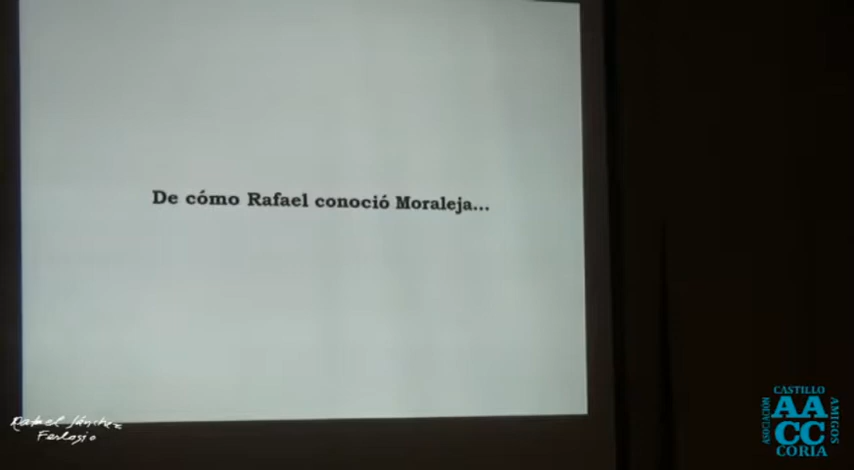 De cómo Rafael conoció Moraleja...
Rafael Sánchez
Ferlosio
CASTILLO
ASOCIACIÓN
AA
CC
AMIGOS
CORIA